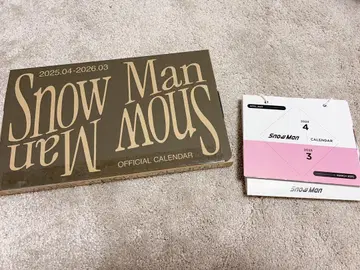 2025.04-2026.03
Snow Man
Snow Man
OFFICIAL CALENDAR
4
Snow Man CALENDAR
3
Snow Man